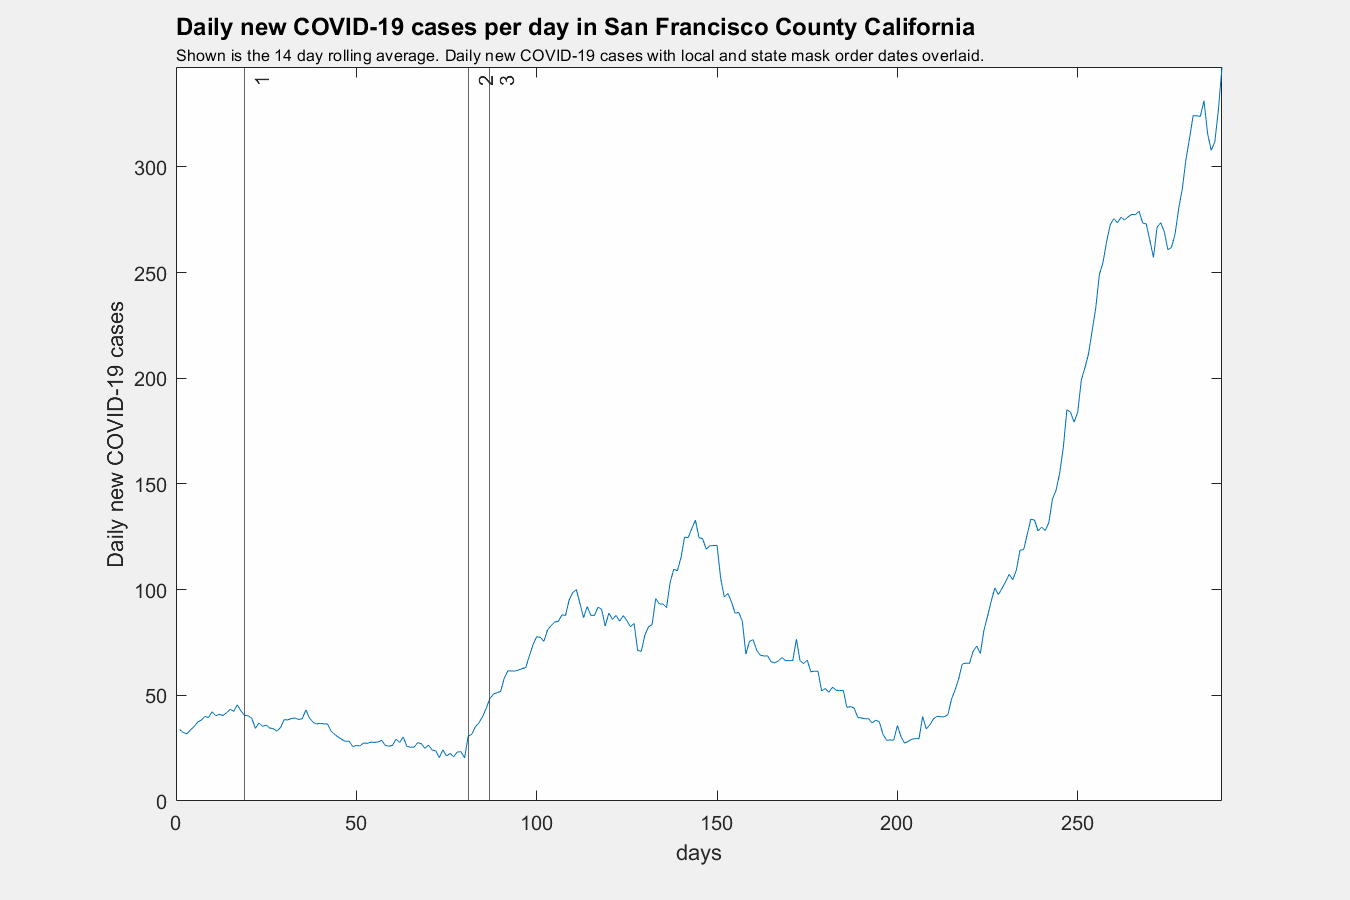 Daily new COVID-19 cases per day in San Francisco County California
Shown is the 14 day rolling average. Daily new COVID-19 cases with local and state mask order dates overlaid.
1
2
3
300
250
200
150
100
50
0
Daily new COVID-19 cases
0 50 100 150 200 250
days